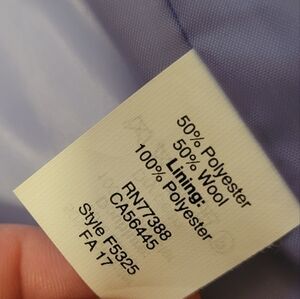 50% Polyester
50% Wool
Lining:
100% Polyester
RN77388
CA56445
Style F5325
FA 17